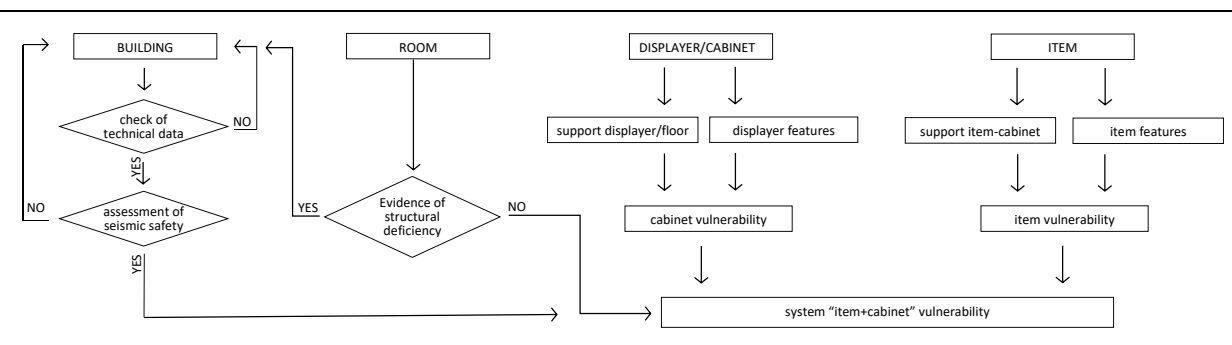 BUILDING
ROOM
DISPLAYER/CABINET
ITEM
check of
technical data
NO
support displayer/floor
displayer features
support item-cabinet
item features
YES
NO
assessment of
seismic safety
YES
Evidence of
structural
deficiency
NO
cabinet vulnerability
item vulnerability
YES
system “item+cabinet” vulnerability